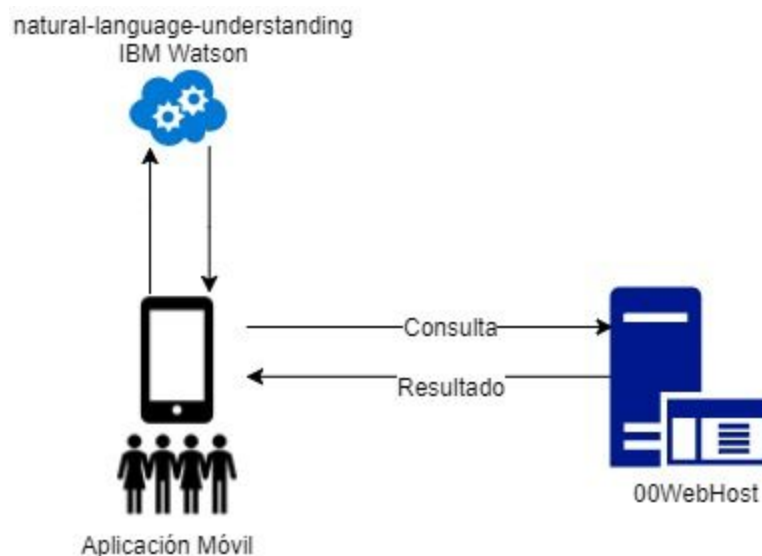 natural-language-understanding
IBM Watson
Consulta
Resultado
00WebHost
Aplicación Móvil